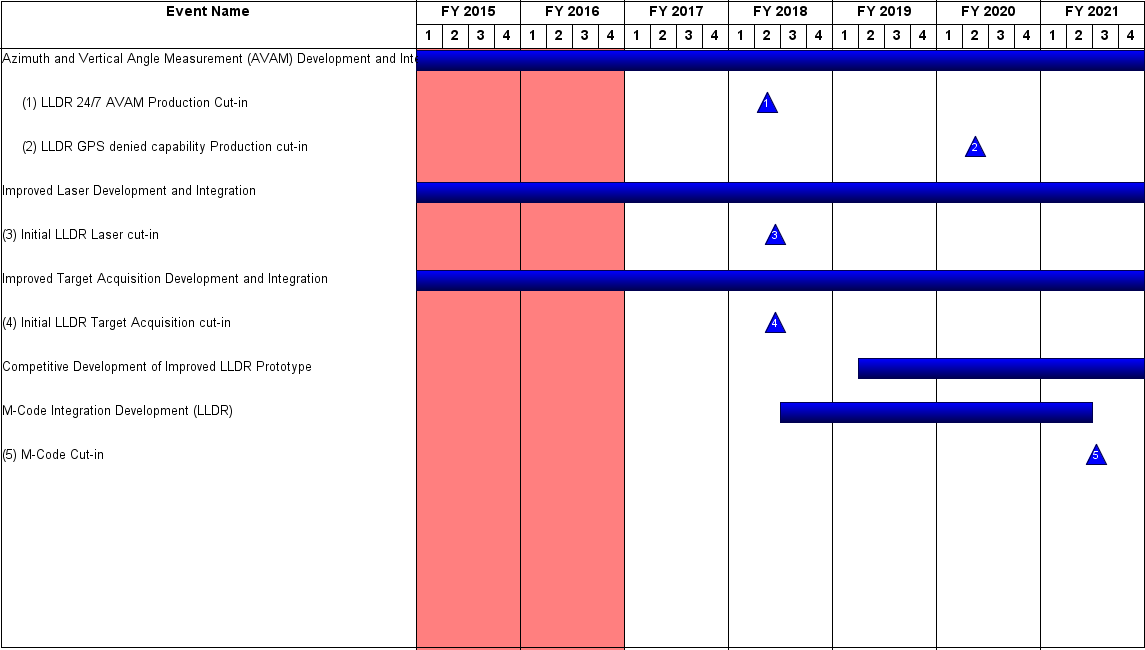 Event Name FY 2015 FY 2016 FY 2017 FY 2018 FY 2019 FY 2020 FY 2021
1 2 3 4 1 2 3 4 1 2 3 4 1 2 3 4 1 2 3 4 1 2 3 4 1 2 3 4
Azimuth and Vertical Angle Measurement (AVAM) Development and Inte
(1) LLDR 24/7 AVAM Production Cut-in 1
(2) LLDR GPS denied capability Production cut-in 2
Improved Laser Development and Integration
(3) Initial LLDR Laser cut-in 3
Improved Target Acquisition Development and Integration
(4) Initial LLDR Target Acquisition cut-in 4
Competitive Development of Improved LLDR Prototype
M-Code Integration Development (LLDR)
(5) M-Code Cut-in 5